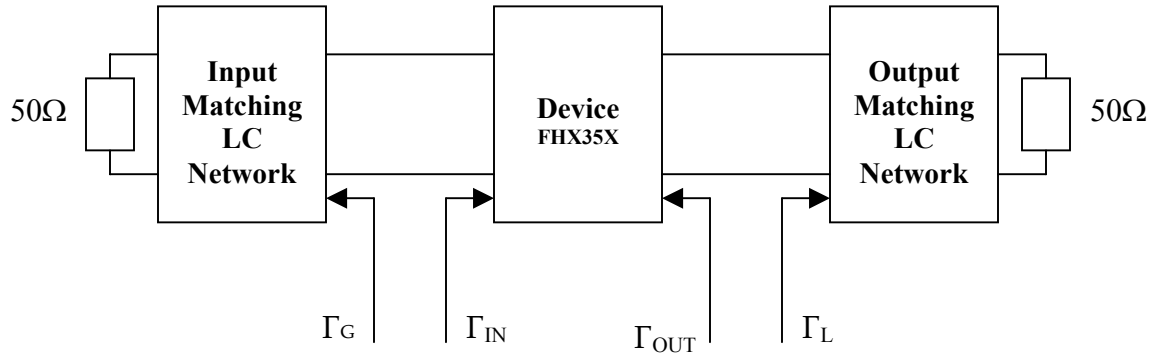 50Ω
Input
Matching
LC
Network
Device
FHX35X
Output
Matching
LC
Network
50Ω
ΓG
ΓIN
ΓOUT
ΓL